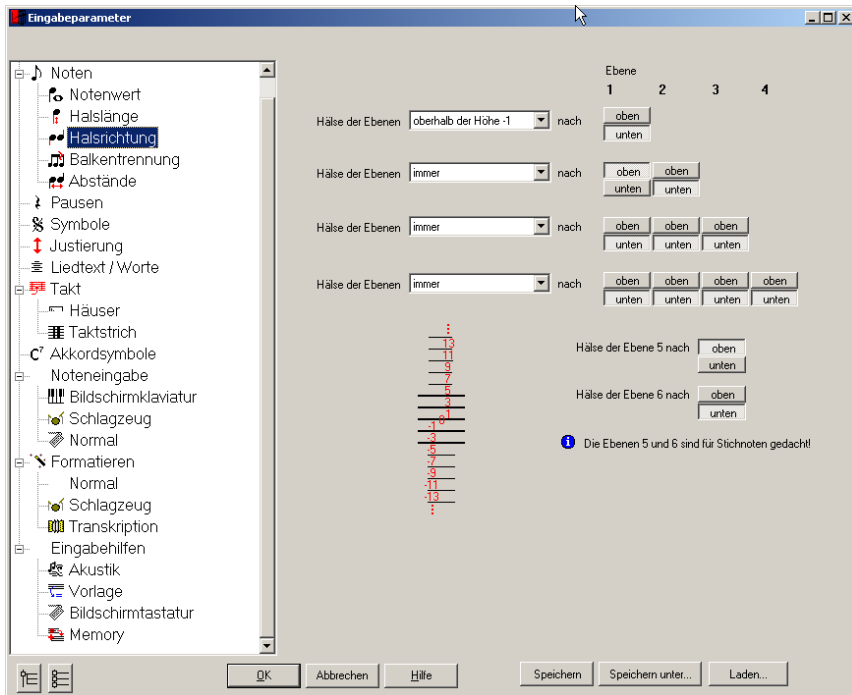 Eingabeparameter
Noten
Notenwert
Halslänge
Halsrichtung
Balkentrennung
Abstände
Pausen
Symbole
Justierung
Liedtext / Worte
Takt
Häuser
Taktstrich
C7 Akkordsymbole
Noteneingabe
Bildschirmklaviatur
Schlagzeug
Normal
Formatieren
Normal
Schlagzeug
Transkription
Eingabehilfen
Akustik
Vorlage
Bildschirmtastatur
Memory
Ebene
1 2 3 4
Hälse der Ebenen oberhalb der Höhe -1 nach oben
unten
Hälse der Ebenen immer nach oben oben
unten unten
Hälse der Ebenen immer nach oben oben oben
unten unten unten
Hälse der Ebenen immer nach oben oben oben oben
unten unten unten unten
13
11
9
7
5
3
1
0
-1
-3
-5
-7
-9
-11
-13
Hälse der Ebene 5 nach oben
unten
Hälse der Ebene 6 nach oben
unten
Die Ebenen 5 und 6 sind für Stichnoten gedacht!
OK Abbrechen Hilfe Speichern Speichern unter... Laden...